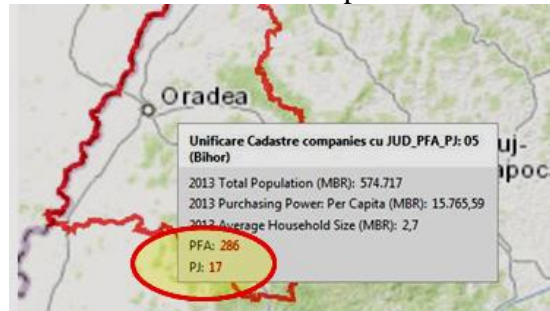 Oradea
Unificare Cadastre companies cu JUD_PFA_PJ: 05
(Bihor)
uj-
apoc
2013 Total Population (MBR): 574.717
2013 Purchasing Power: Per Capita (MBR): 15.765,59
2013 Average Household Size (MBR): 2,7
PFA: 286
PJ: 17